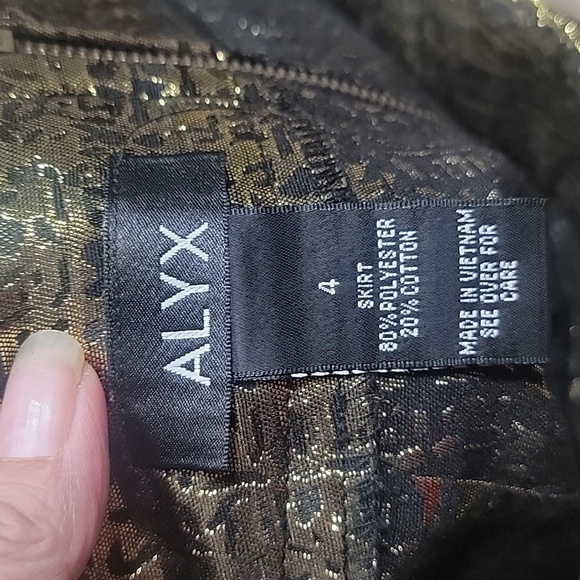 ALYX
4
SKIRT
80% POLYESTER
20% COTTON
MADE IN VIETNAM
SEE OVER FOR
CARE